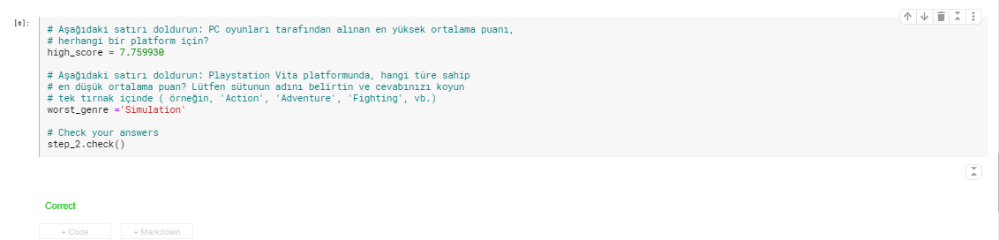 [6]:
# Aşağıdaki satırı doldurun: PC oyunları tarafından alınan en yüksek ortalama puanı,
# herhangi bir platform için?
high_score = 7.759930
# Aşağıdaki satırı doldurun: Playstation Vita platformunda, hangi türe sahip
# en düşük ortalama puan? Lütfen sütunun adını belirtin ve cevabınızı koyun
# tek tırnak içinde ( örneğin, 'Action', 'Adventure', 'Fighting', vb.)
worst_genre ='Simulation'
# Check your answers
step_2.check()
Correct
+ Code
+ Markdown